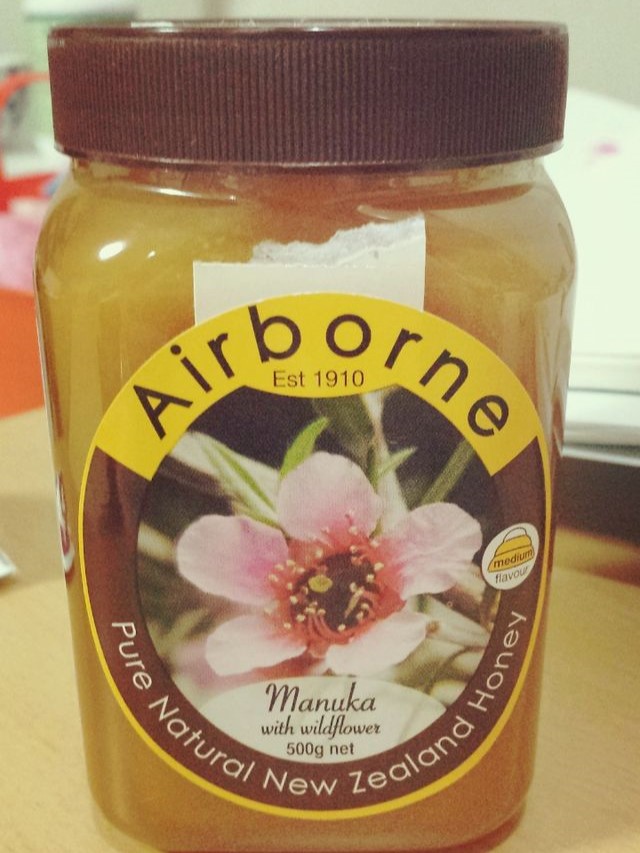 Airborne
Est 1910
medium
flavour
Manuka
with wildflower
500g net
Pure Natural New Zealand Honey